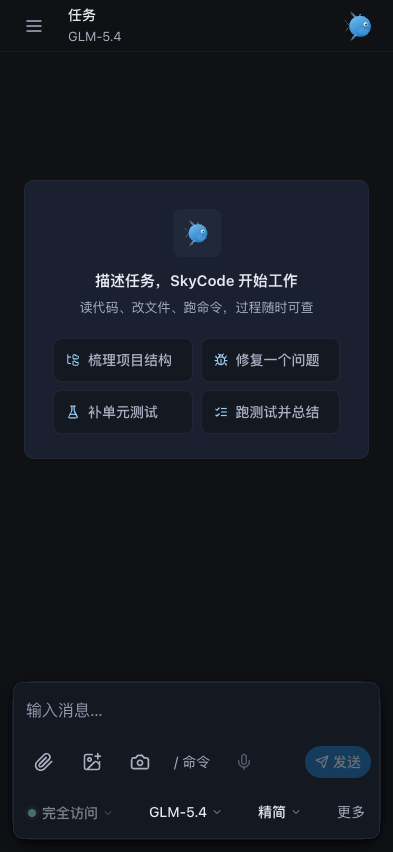 任务
GLM-5.4
描述任务，SkyCode 开始工作
读代码、改文件、跑命令，过程随时可查
梳理项目结构
修复一个问题
补单元测试
跑测试并总结
输入消息...
/ 命令
发送
完全访问
GLM-5.4
精简
更多